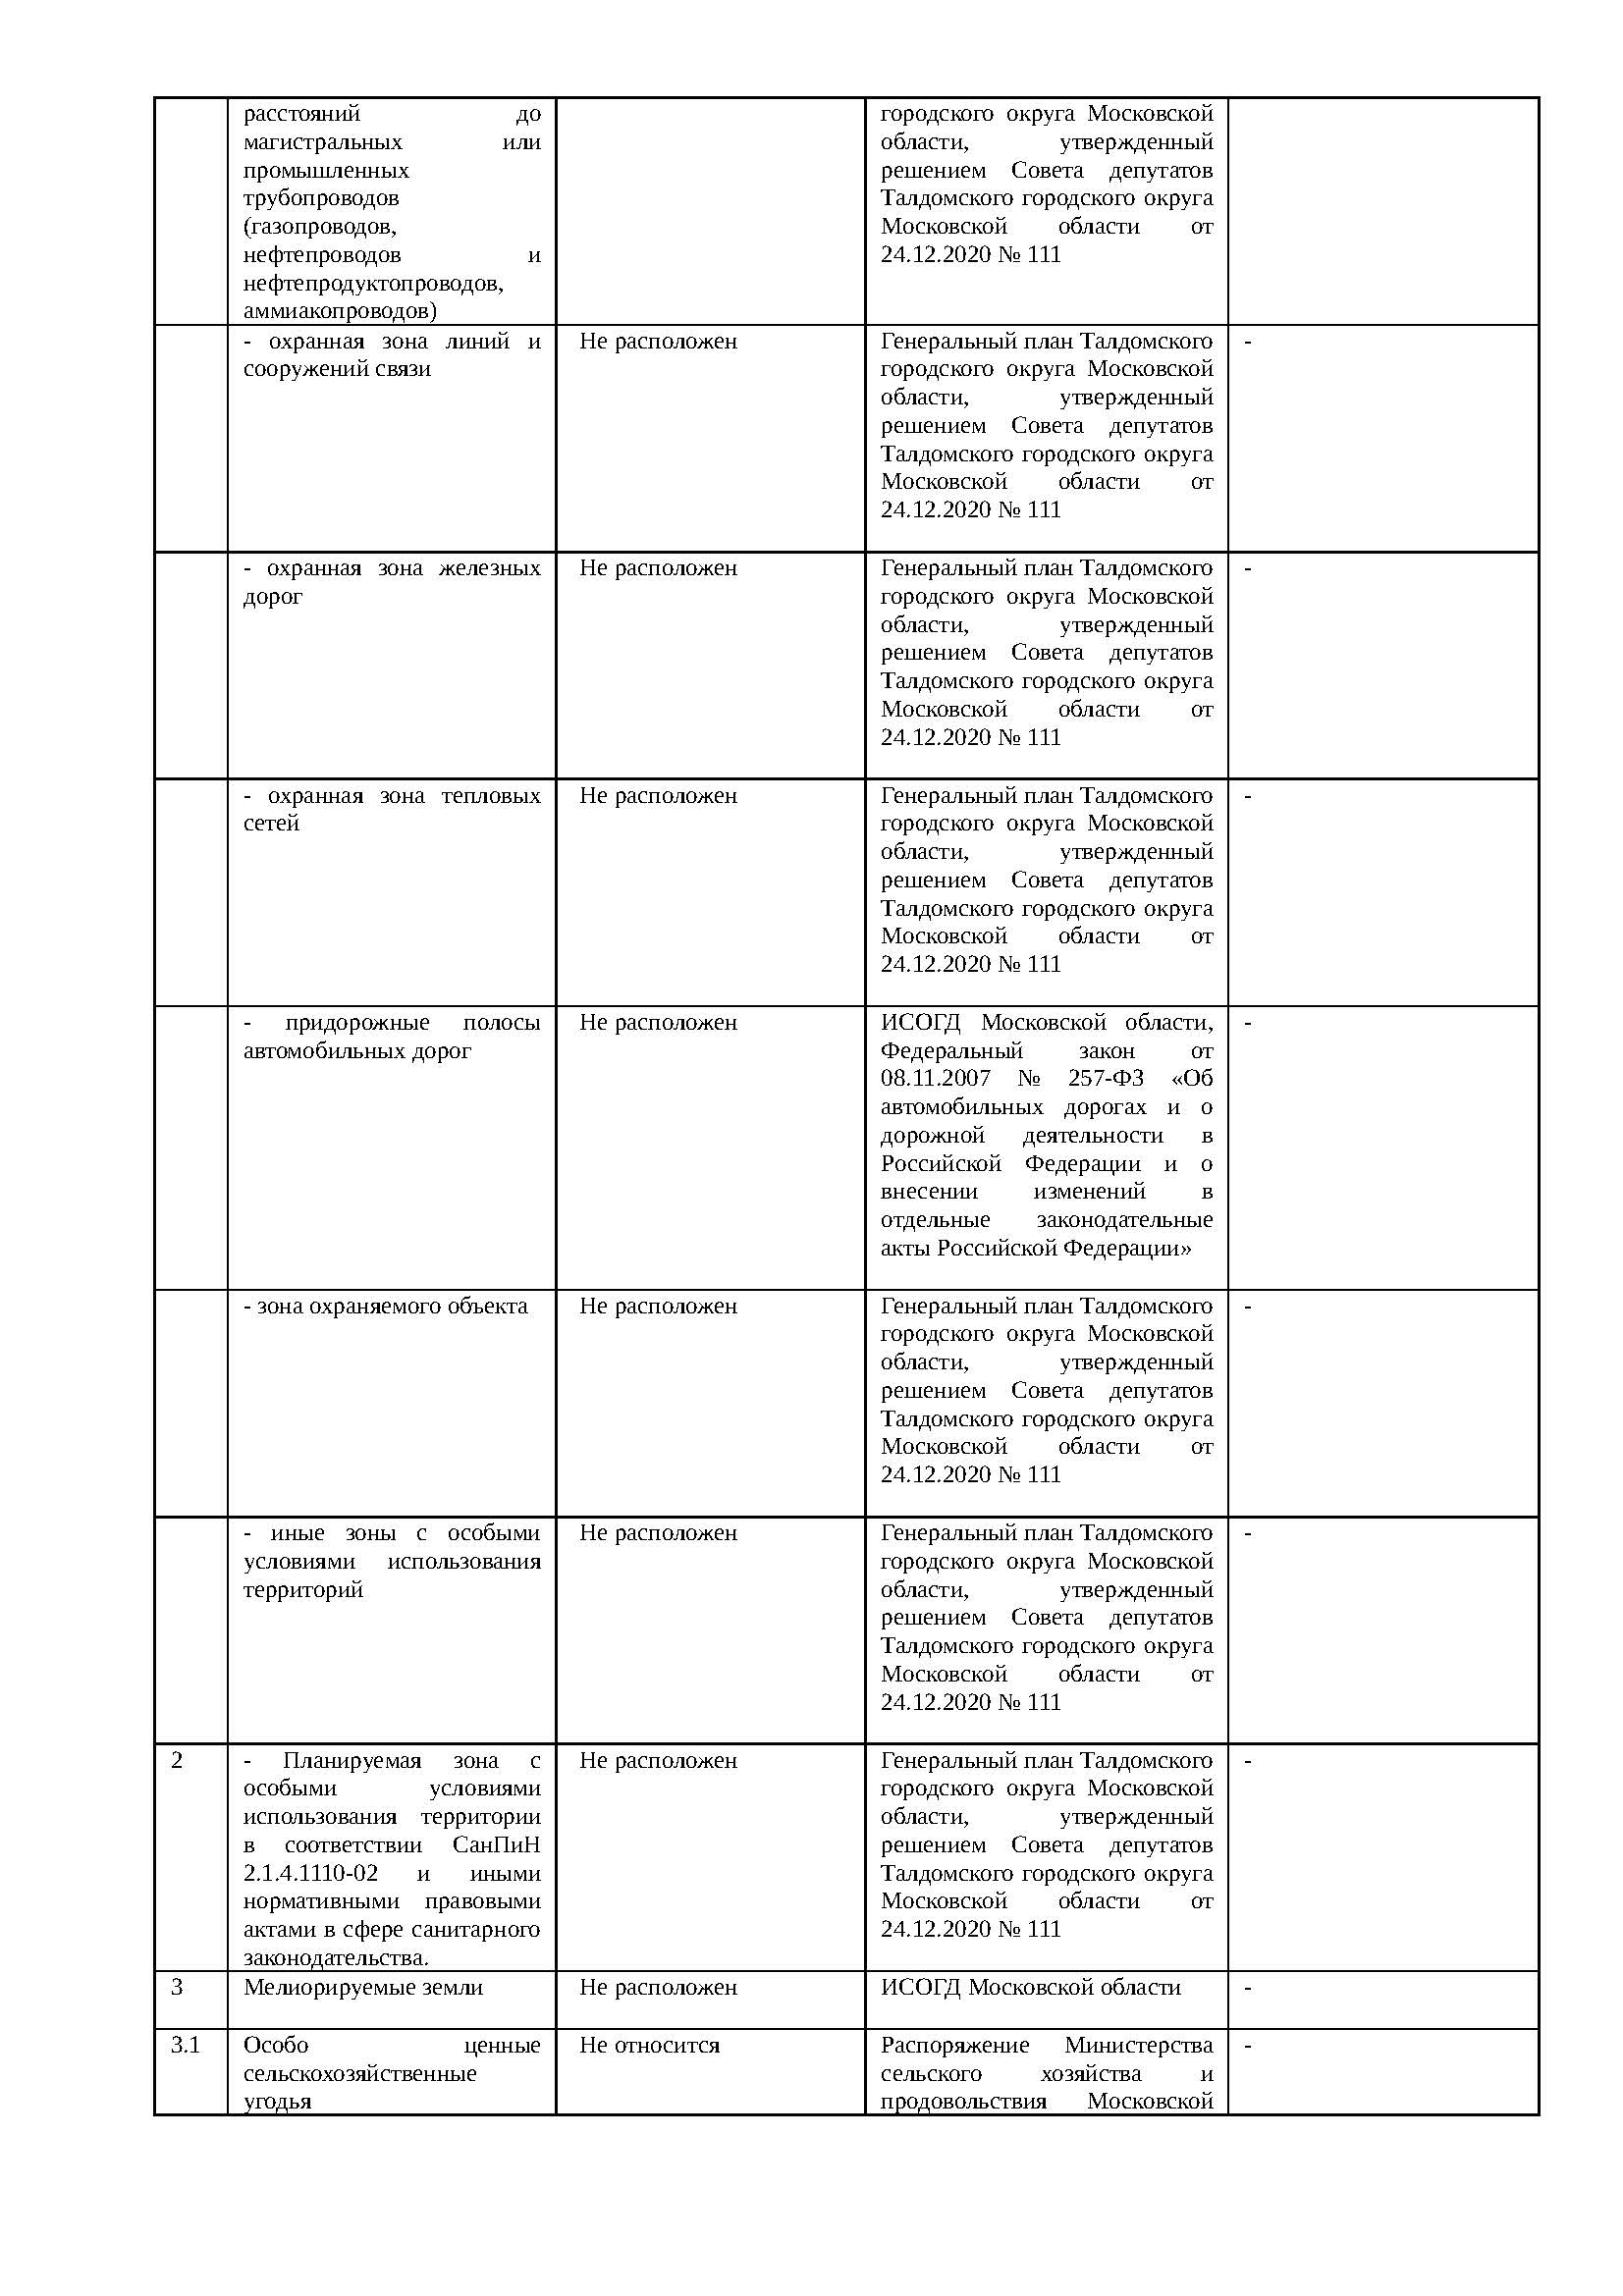 расстояний до
магистральных или
промышленных
трубопроводов
(газопроводов,
нефтепроводов и
нефтепродуктопроводов,
аммиакопроводов)
городского округа Московской
области, утвержденный
решением Совета депутатов
Талдомского городского округа
Московской области от
24.12.2020 № 111
- охранная зона линий и
сооружений связи
Не расположен
Генеральный план Талдомского
городского округа Московской
области, утвержденный
решением Совета депутатов
Талдомского городского округа
Московской области от
24.12.2020 № 111
-
- охранная зона железных
дорог
Не расположен
Генеральный план Талдомского
городского округа Московской
области, утвержденный
решением Совета депутатов
Талдомского городского округа
Московской области от
24.12.2020 № 111
-
- охранная зона тепловых
сетей
Не расположен
Генеральный план Талдомского
городского округа Московской
области, утвержденный
решением Совета депутатов
Талдомского городского округа
Московской области от
24.12.2020 № 111
-
- придорожные полосы
автомобильных дорог
Не расположен
ИСОГД Московской области,
Федеральный закон от
08.11.2007 № 257-ФЗ «Об
автомобильных дорогах и о
дорожной деятельности в
Российской Федерации и о
внесении изменений в
отдельные законодательные
акты Российской Федерации»
-
- зона охраняемого объекта
Не расположен
Генеральный план Талдомского
городского округа Московской
области, утвержденный
решением Совета депутатов
Талдомского городского округа
Московской области от
24.12.2020 № 111
-
- иные зоны с особыми
условиями использования
территорий
Не расположен
Генеральный план Талдомского
городского округа Московской
области, утвержденный
решением Совета депутатов
Талдомского городского округа
Московской области от
24.12.2020 № 111
-
2
- Планируемая зона с
особыми условиями
использования территории
в соответствии СанПиН
2.1.4.1110-02 и иными
нормативными правовыми
актами в сфере санитарного
законодательства.
Не расположен
Генеральный план Талдомского
городского округа Московской
области, утвержденный
решением Совета депутатов
Талдомского городского округа
Московской области от
24.12.2020 № 111
-
3
Мелиорируемые земли
Не расположен
ИСОГД Московской области
-
3.1
Особо ценные
сельскохозяйственные
угодья
Не относится
Распоряжение Министерства
сельского хозяйства и
продовольствия Московской
-